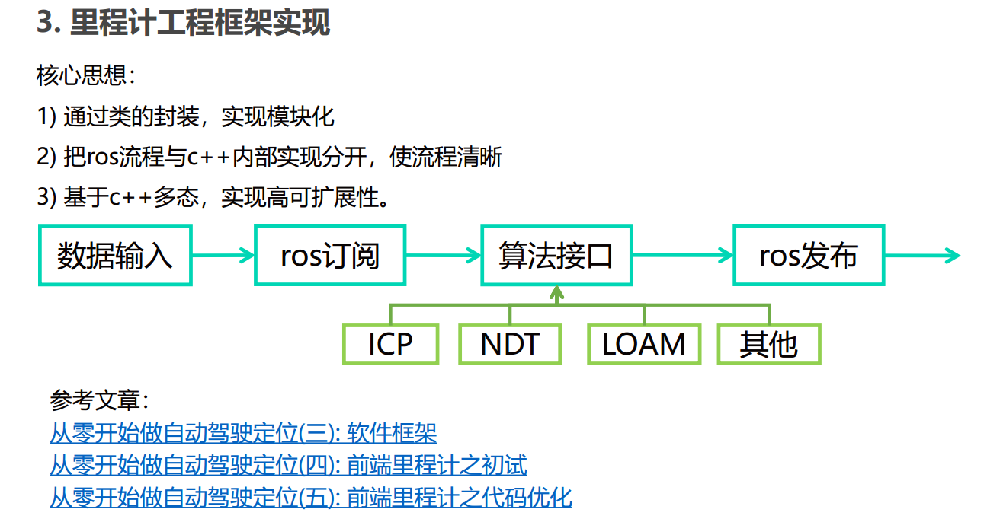 3. 里程计工程框架实现
核心思想：
1) 通过类的封装，实现模块化
2) 把ros流程与c++内部实现分开，使流程清晰
3) 基于c++多态，实现高可扩展性。
数据输入
ros订阅
算法接口
ros发布
ICP
NDT
LOAM
其他
参考文章：
从零开始做自动驾驶定位(三): 软件框架
从零开始做自动驾驶定位(四): 前端里程计之初试
从零开始做自动驾驶定位(五): 前端里程计之代码优化